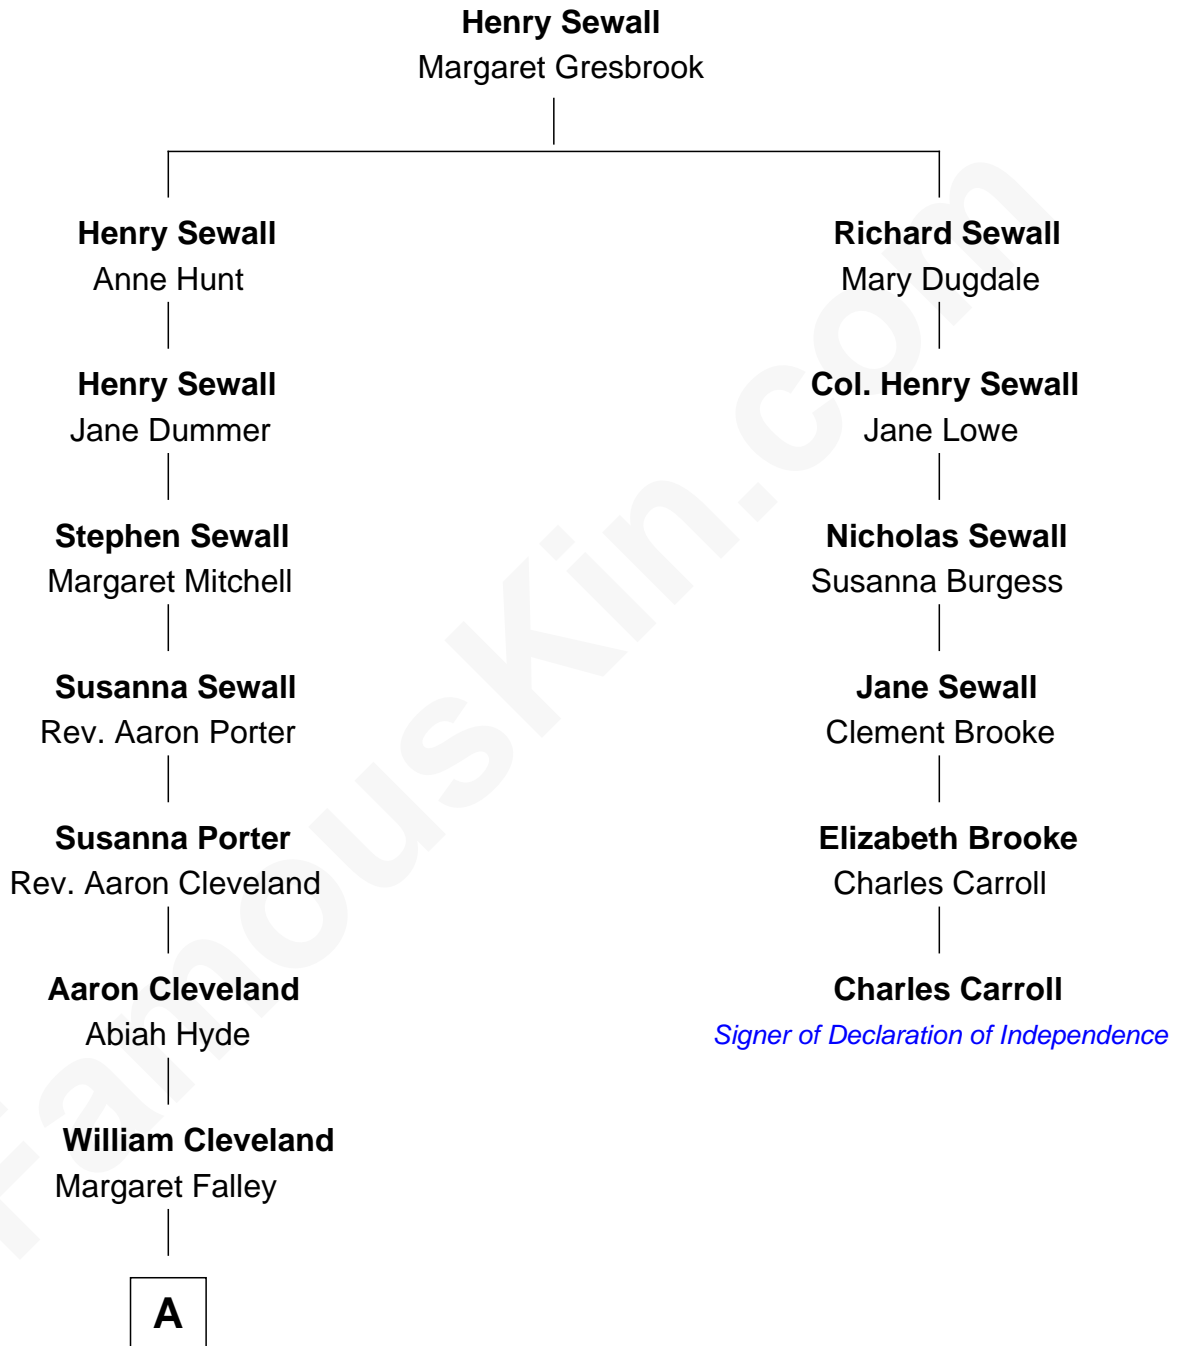 Henry Sewall
Margaret Gresbrook
Henry Sewall
Anne Hunt
Henry Sewall
Jane Dummer
Stephen Sewall
Margaret Mitchell
Susanna Sewall
Rev. Aaron Porter
Susanna Porter
Rev. Aaron Cleveland
Aaron Cleveland
Abiah Hyde
William Cleveland
Margaret Falley
A
Richard Sewall
Mary Dugdale
Col. Henry Sewall
Jane Lowe
Nicholas Sewall
Susanna Burgess
Jane Sewall
Clement Brooke
Elizabeth Brooke
Charles Carroll
Charles Carroll
Signer of Declaration of Independence
FamousKin.com